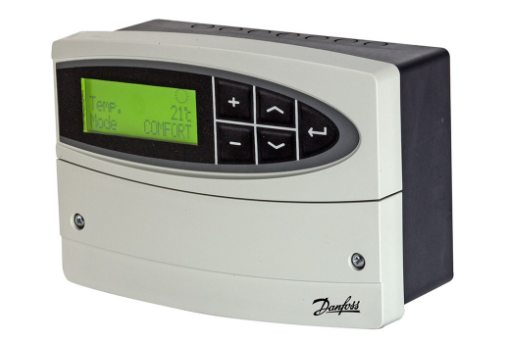 Temp. 21°c
Mode COMFORT
+
−
Danfoss